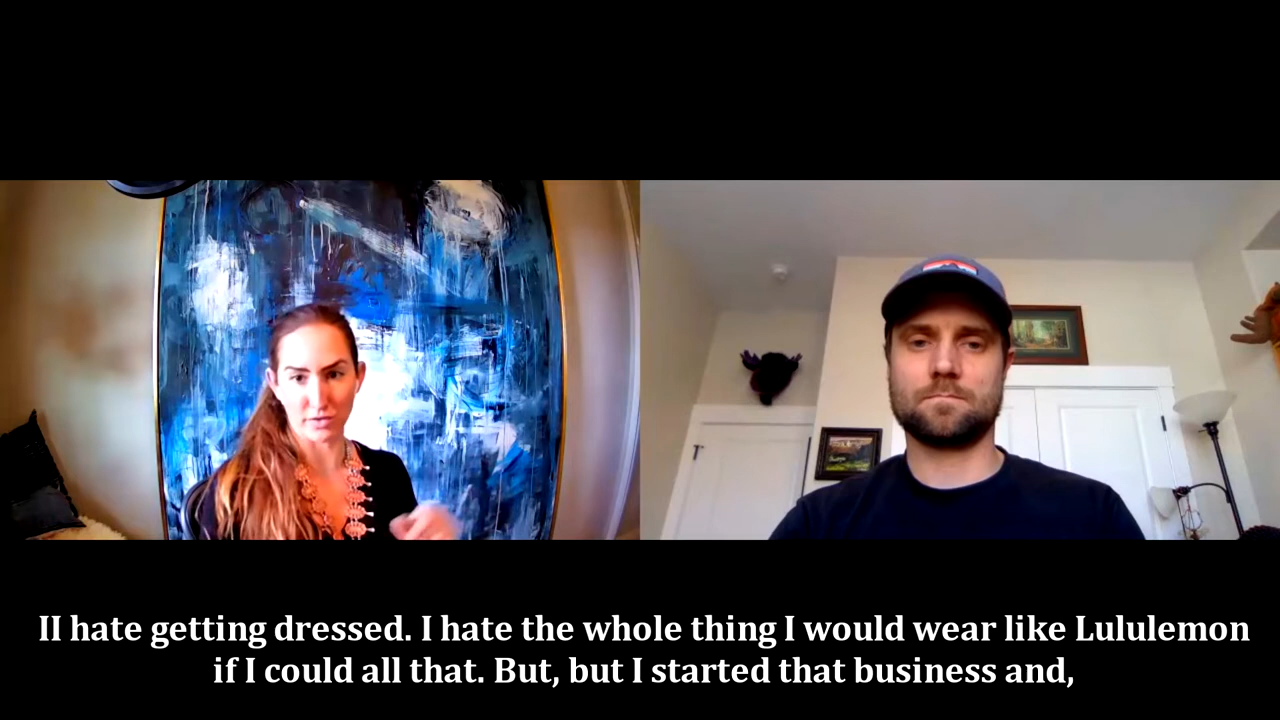 II hate getting dressed. I hate the whole thing I would wear like Lululemon
if I could all that. But, but I started that business and,